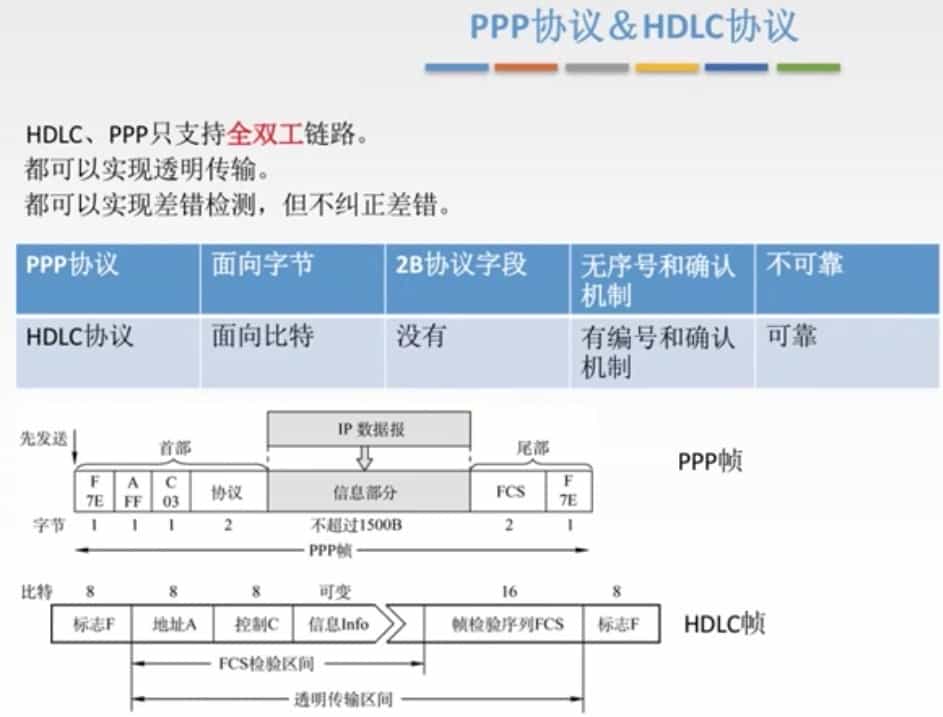 PPP协议&HDLC协议
HDLC、PPP只支持全双工链路。
都可以实现透明传输。
都可以实现差错检测，但不纠正差错。
PPP协议 面向字节 2B协议字段 无序号和确认机制 不可靠
HDLC协议 面向比特 没有 有编号和确认机制 可靠
IP 数据报
先发送 首部 尾部
F 7E A FF C 03 协议 信息部分 FCS F 7E
PPP帧
字节 1 1 1 2 不超过1500B 2 1
PPP帧
比特 8 8 8 可变 16 8
标志F 地址A 控制C 信息Info 帧检验序列FCS 标志F
HDLC帧
FCS检验区间
透明传输区间